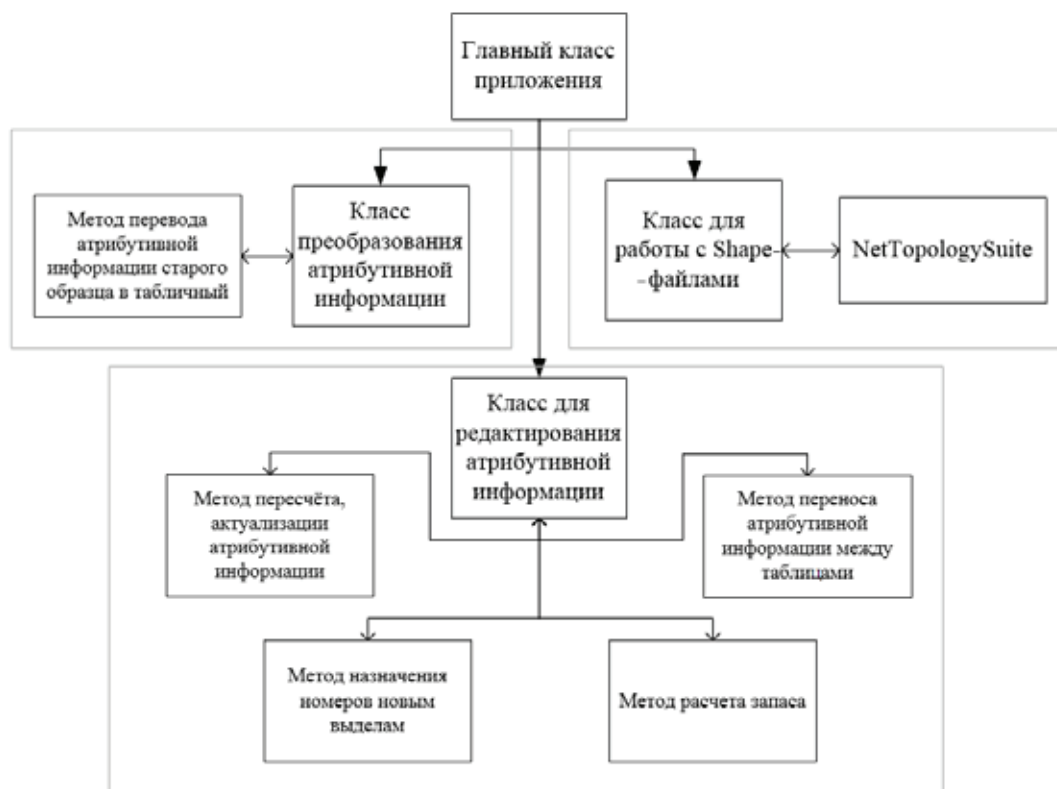 Главный класс
приложения
Метод перевода
атрибутивной
информации старого
образца в табличный
Класс
преобразования
атрибутивной
информации
Класс для
работы с Shape-
-файлами
NetTopologySuite
Класс для
редактирования
атрибутивной
информации
Метод пересчёта,
актуализации
атрибутивной
информации
Метод переноса
атрибутивной
информации между
таблицами
Метод назначения
номеров новым
выделам
Метод расчета запаса